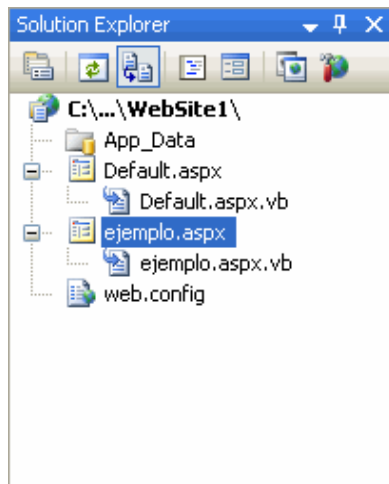 Solution Explorer
C:\...\WebSite1\
App_Data
Default.aspx
Default.aspx.vb
ejemplo.aspx
ejemplo.aspx.vb
web.config